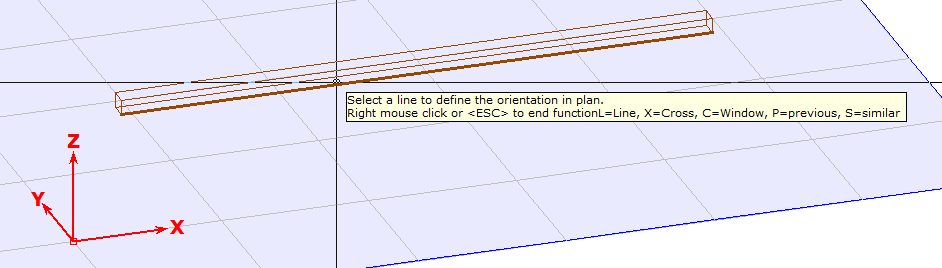 Select a line to define the orientation in plan.
Right mouse click or <ESC> to end functionL=Line, X=Cross, C=Window, P=previous, S=similar
Z
Y
X